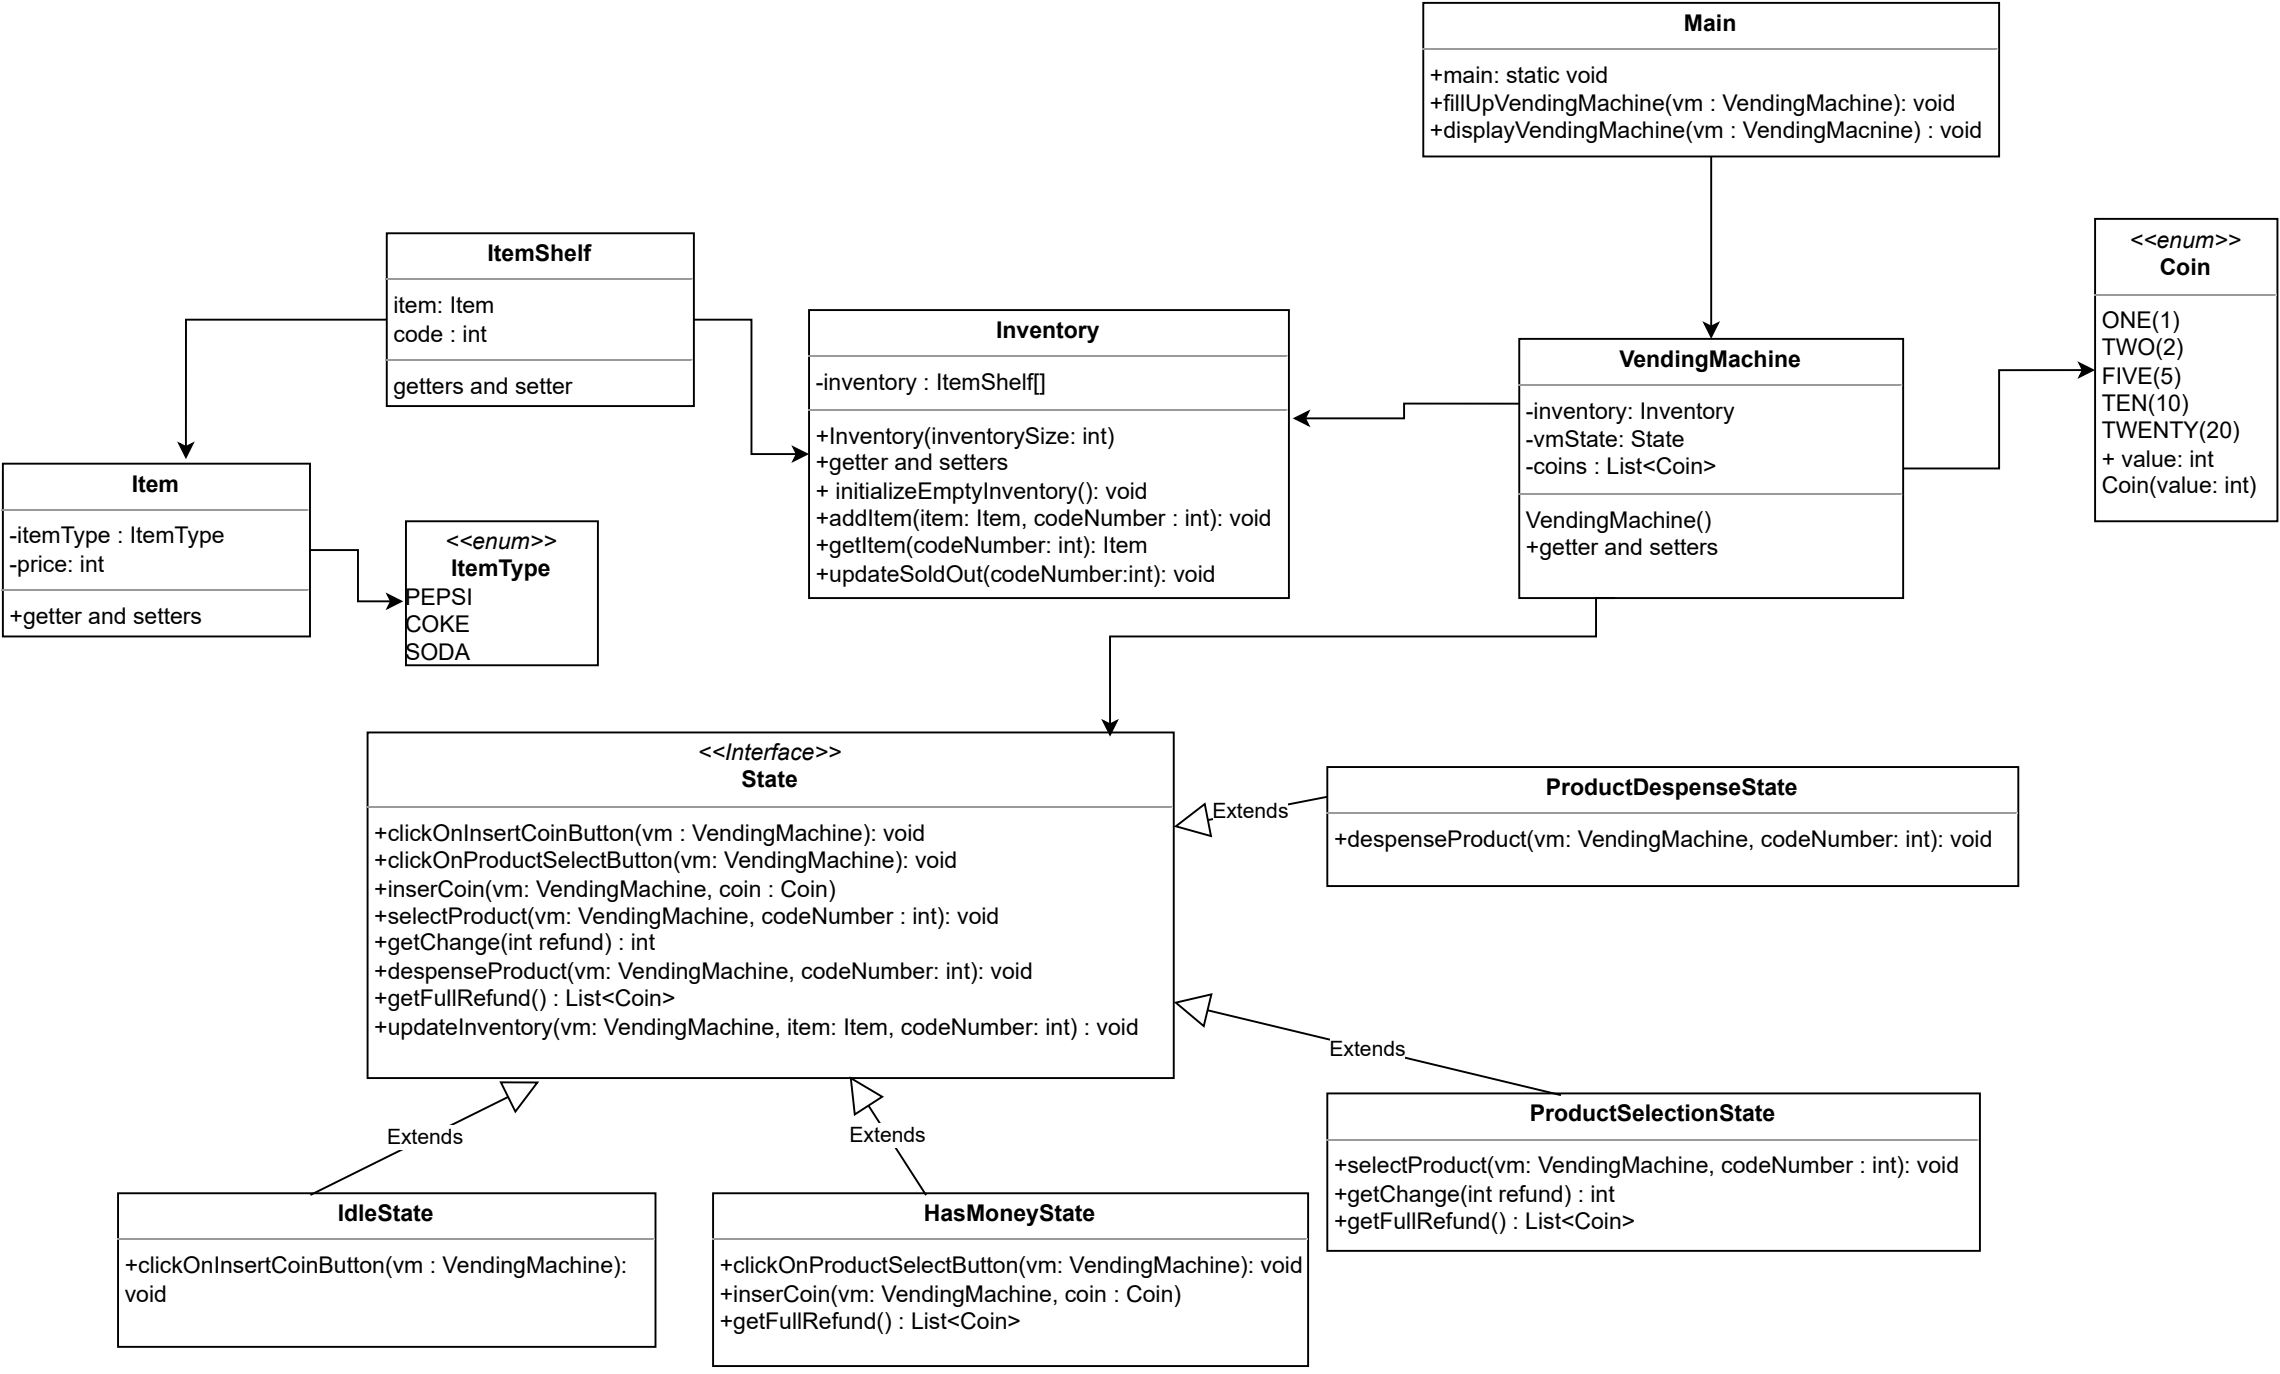 Main
+main: static void
+fillUpVendingMachine(vm : VendingMachine): void
+displayVendingMachine(vm : VendingMacnine) : void
<<enum>>
Coin
ONE(1)
TWO(2)
FIVE(5)
TEN(10)
TWENTY(20)
+ value: int
Coin(value: int)
ItemShelf
item: Item
code : int
getters and setter
Inventory
-inventory : ItemShelf[]
+Inventory(inventorySize: int)
+getter and setters
+ initializeEmptyInventory(): void
+addItem(item: Item, codeNumber : int): void
+getItem(codeNumber: int): Item
+updateSoldOut(codeNumber:int): void
VendingMachine
-inventory: Inventory
-vmState: State
-coins : List<Coin>
VendingMachine()
+getter and setters
Item
-itemType : ItemType
-price: int
+getter and setters
<<enum>>
ItemType
PEPSI
COKE
SODA
<<Interface>>
State
+clickOnInsertCoinButton(vm : VendingMachine): void
+clickOnProductSelectButton(vm: VendingMachine): void
+inserCoin(vm: VendingMachine, coin : Coin)
+selectProduct(vm: VendingMachine, codeNumber : int): void
+getChange(int refund) : int
+despenseProduct(vm: VendingMachine, codeNumber: int): void
+getFullRefund() : List<Coin>
+updateInventory(vm: VendingMachine, item: Item, codeNumber: int) : void
Extends
ProductDespenseState
+despenseProduct(vm: VendingMachine, codeNumber: int): void
Extends
ProductSelectionState
+selectProduct(vm: VendingMachine, codeNumber : int): void
+getChange(int refund) : int
+getFullRefund() : List<Coin>
Extends
IdleState
+clickOnInsertCoinButton(vm : VendingMachine):
void
Extends
HasMoneyState
+clickOnProductSelectButton(vm: VendingMachine): void
+inserCoin(vm: VendingMachine, coin : Coin)
+getFullRefund() : List<Coin>